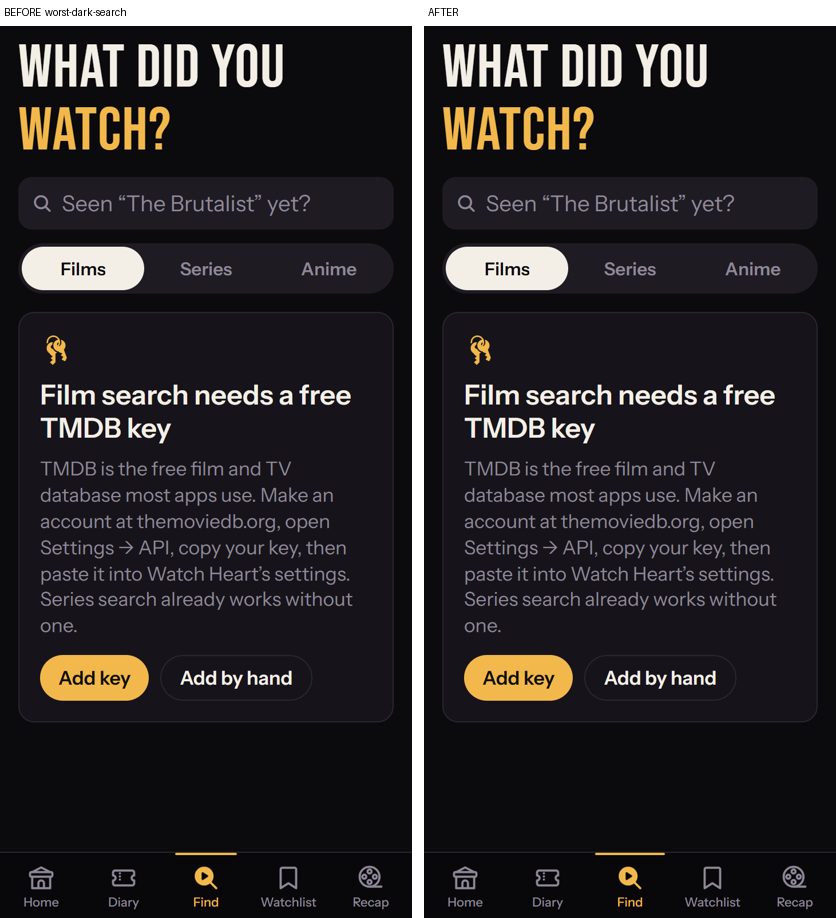 BEFORE worst-dark-search
WHAT DID YOU
WATCH?
Seen “The Brutalist” yet?
Films Series Anime
Film search needs a free
TMDB key
TMDB is the free film and TV
database most apps use. Make an
account at themoviedb.org, open
Settings → API, copy your key, then
paste it into Watch Heart’s settings.
Series search already works without
one.
Add key Add by hand
Home Diary Find Watchlist Recap
AFTER
WHAT DID YOU
WATCH?
Seen “The Brutalist” yet?
Films Series Anime
Film search needs a free
TMDB key
TMDB is the free film and TV
database most apps use. Make an
account at themoviedb.org, open
Settings → API, copy your key, then
paste it into Watch Heart’s settings.
Series search already works without
one.
Add key Add by hand
Home Diary Find Watchlist Recap